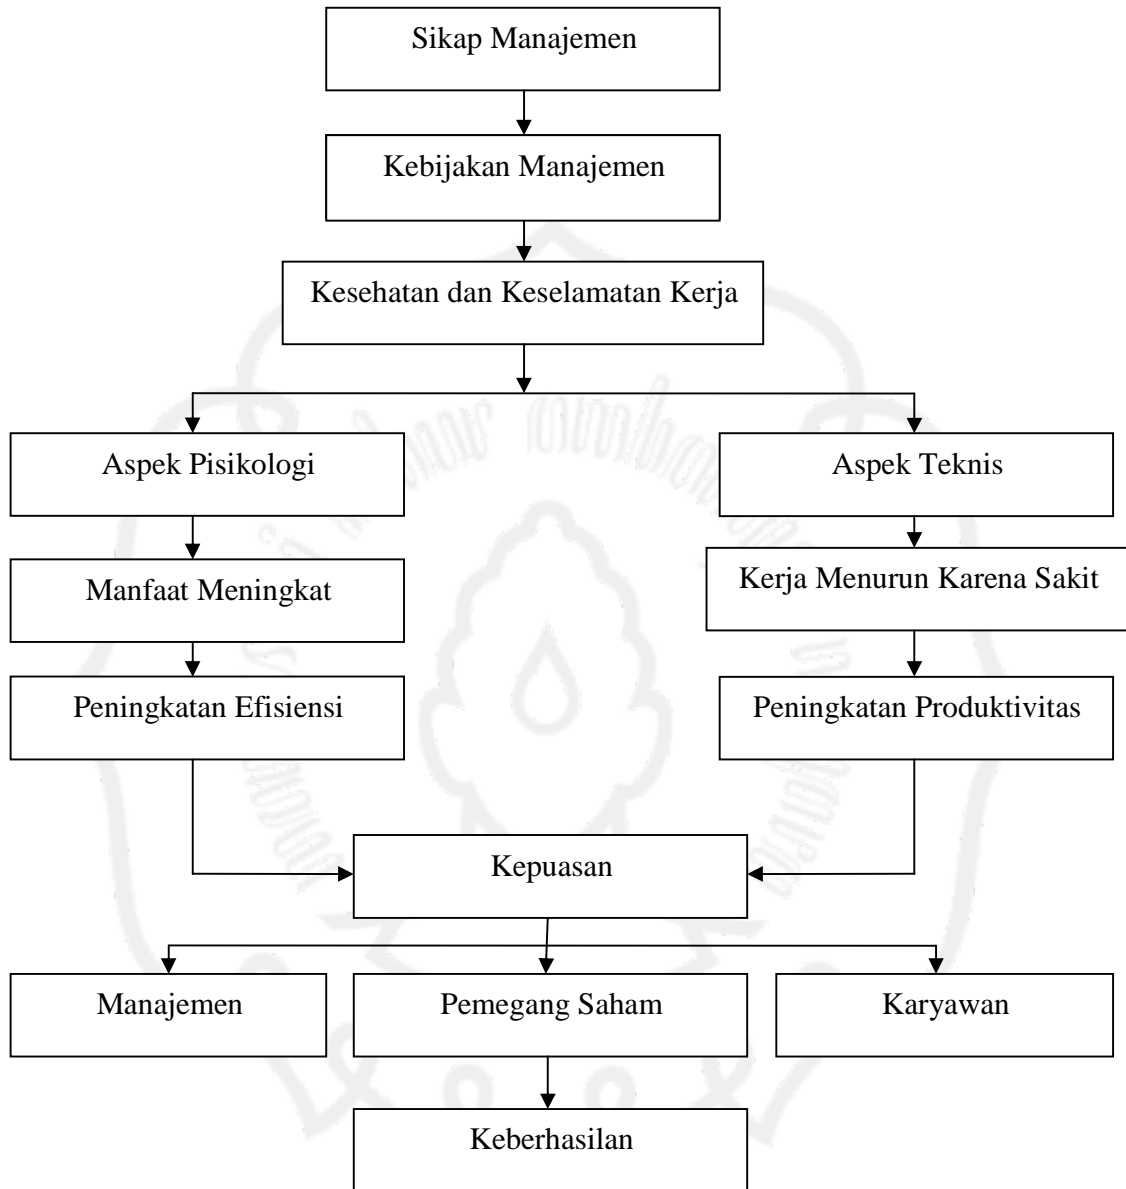 Sikap Manajemen
Kebijakan Manajemen
Kesehatan dan Keselamatan Kerja
Aspek Pisikologi
Aspek Teknis
Manfaat Meningkat
Kerja Menurun Karena Sakit
Peningkatan Efisiensi
Peningkatan Produktivitas
Kepuasan
Manajemen
Pemegang Saham
Karyawan
Keberhasilan